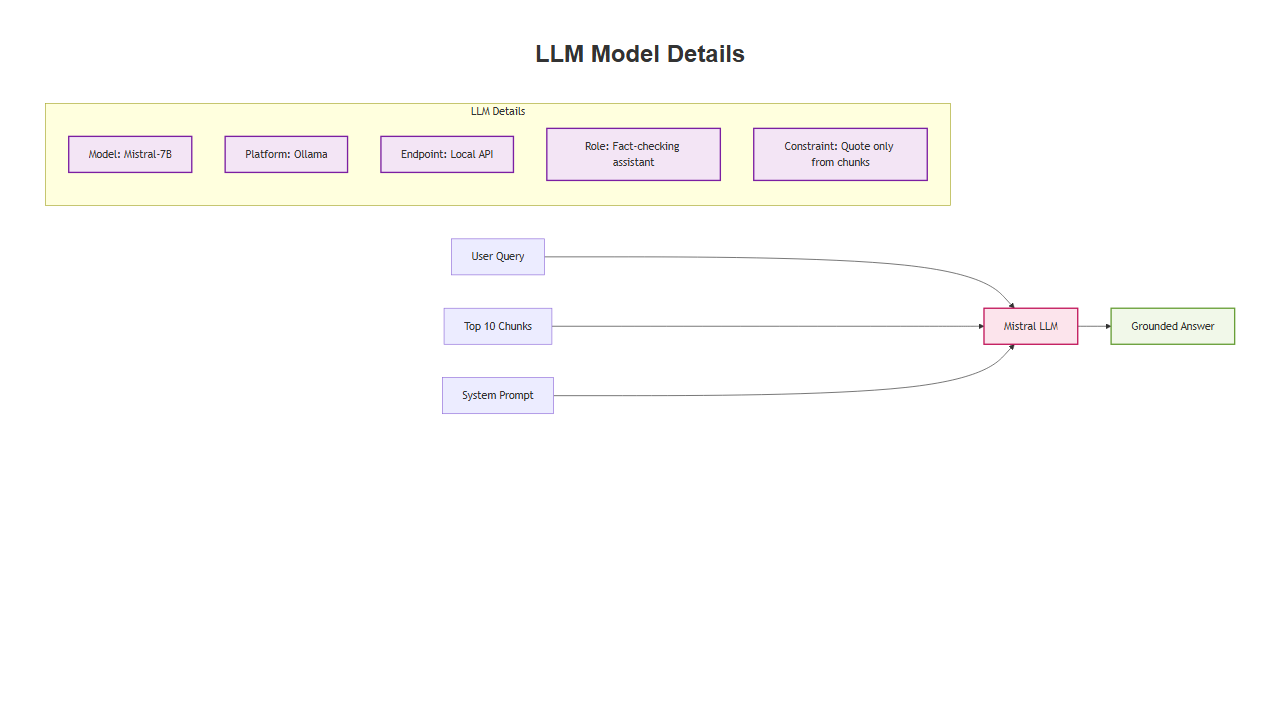 LLM Model Details
LLM Details
Model: Mistral-7B
Platform: Ollama
Endpoint: Local API
Role: Fact-checking
assistant
Constraint: Quote only
from chunks
User Query
Top 10 Chunks
System Prompt
Mistral LLM
Grounded Answer